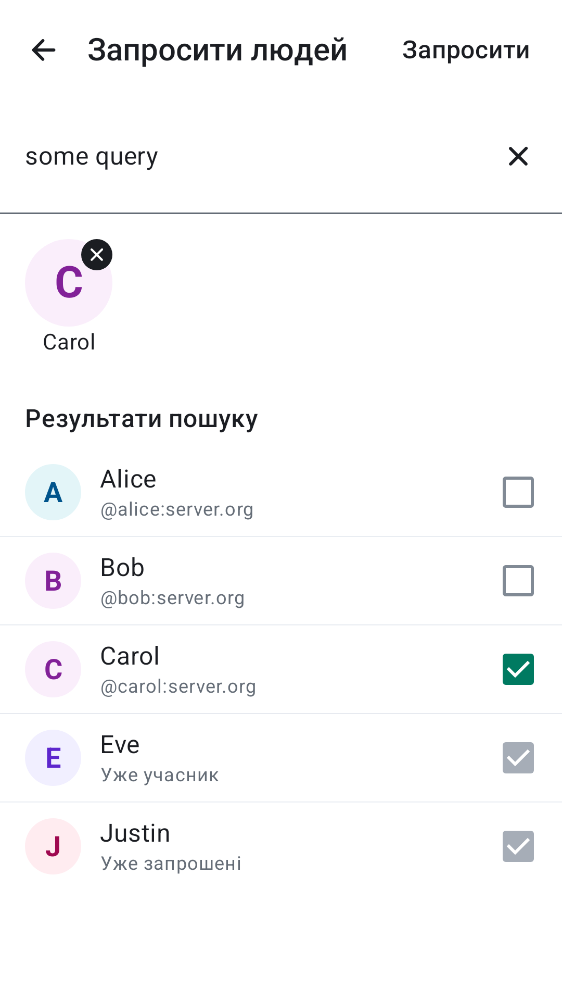 Запросити людей Запросити
some query
C
Carol
Результати пошуку
A
Alice
@alice:server.org
B
Bob
@bob:server.org
C
Carol
@carol:server.org
E
Eve
Уже учасник
J
Justin
Уже запрошені